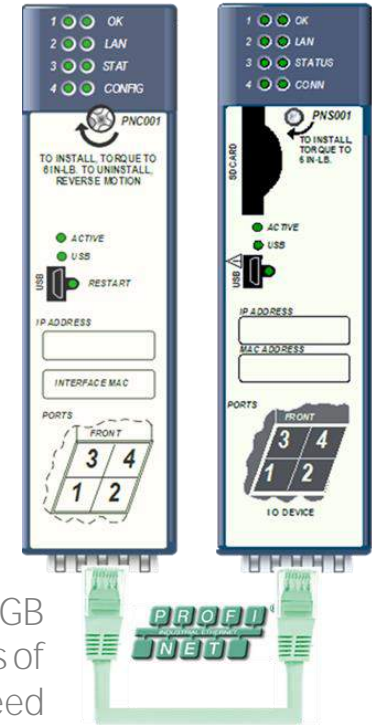 1 OK
2 LAN
3 STAT
4 CONFIG
PNC001
TO INSTALL, TORQUE TO
6 IN-LB. TO UNINSTALL,
REVERSE MOTION
ACTIVE
USB
USB
RESTART
IP ADDRESS
INTERFACE MAC
PORTS
FRONT
3 4
1 2
1 OK
2 LAN
3 STATUS
4 CONN
PNS001
TO INSTALL,
TORQUE TO
6 IN-LB.
SD CARD
ACTIVE
USB
USB
IP ADDRESS
MAC ADDRESS
PORTS
FRONT
3 4
1 2
IO DEVICE
GB
s of
eed
PROFI
INDUSTRIAL ETHERNET
NET
®